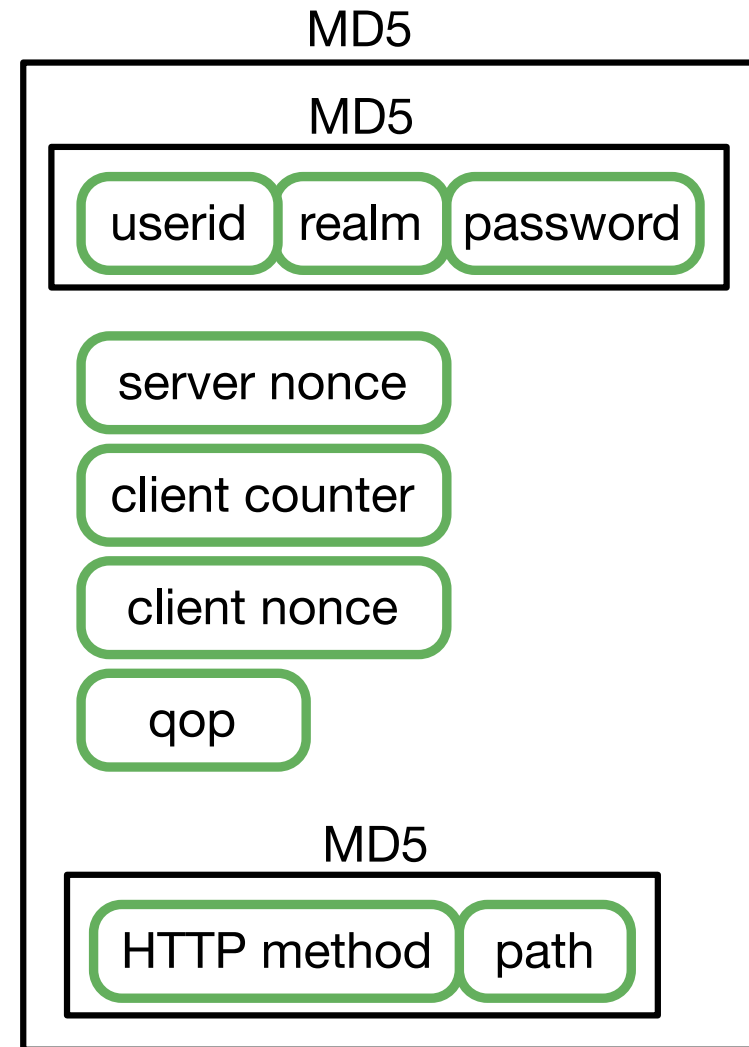 MD5
MD5
userid realm password
server nonce
client counter
client nonce
qop
MD5
HTTP method path